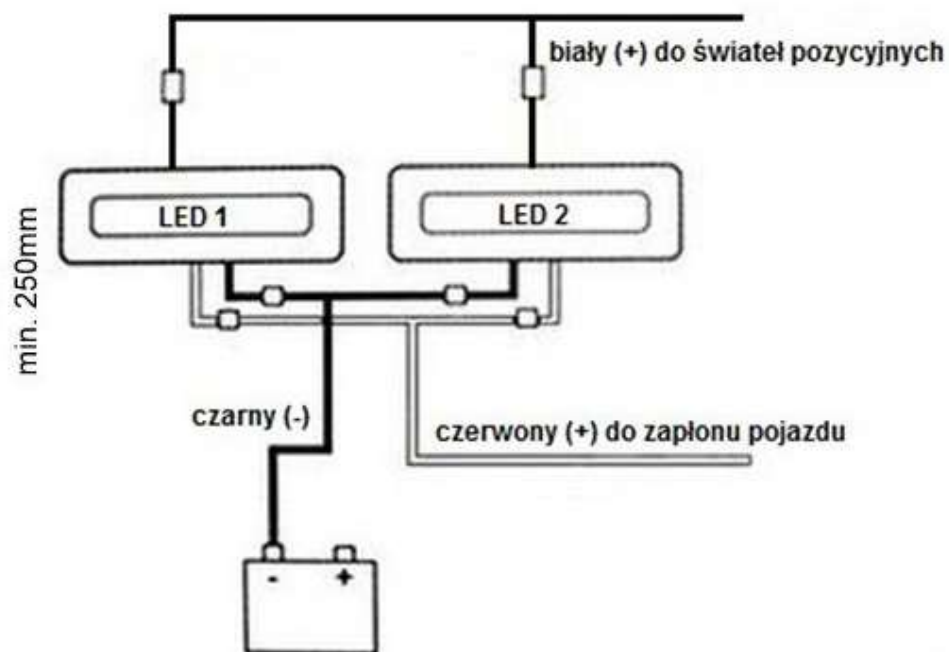 biały (+) do świateł pozycyjnych
LED 1
LED 2
min. 250mm
czarny (-)
czerwony (+) do zapłonu pojazdu
- +